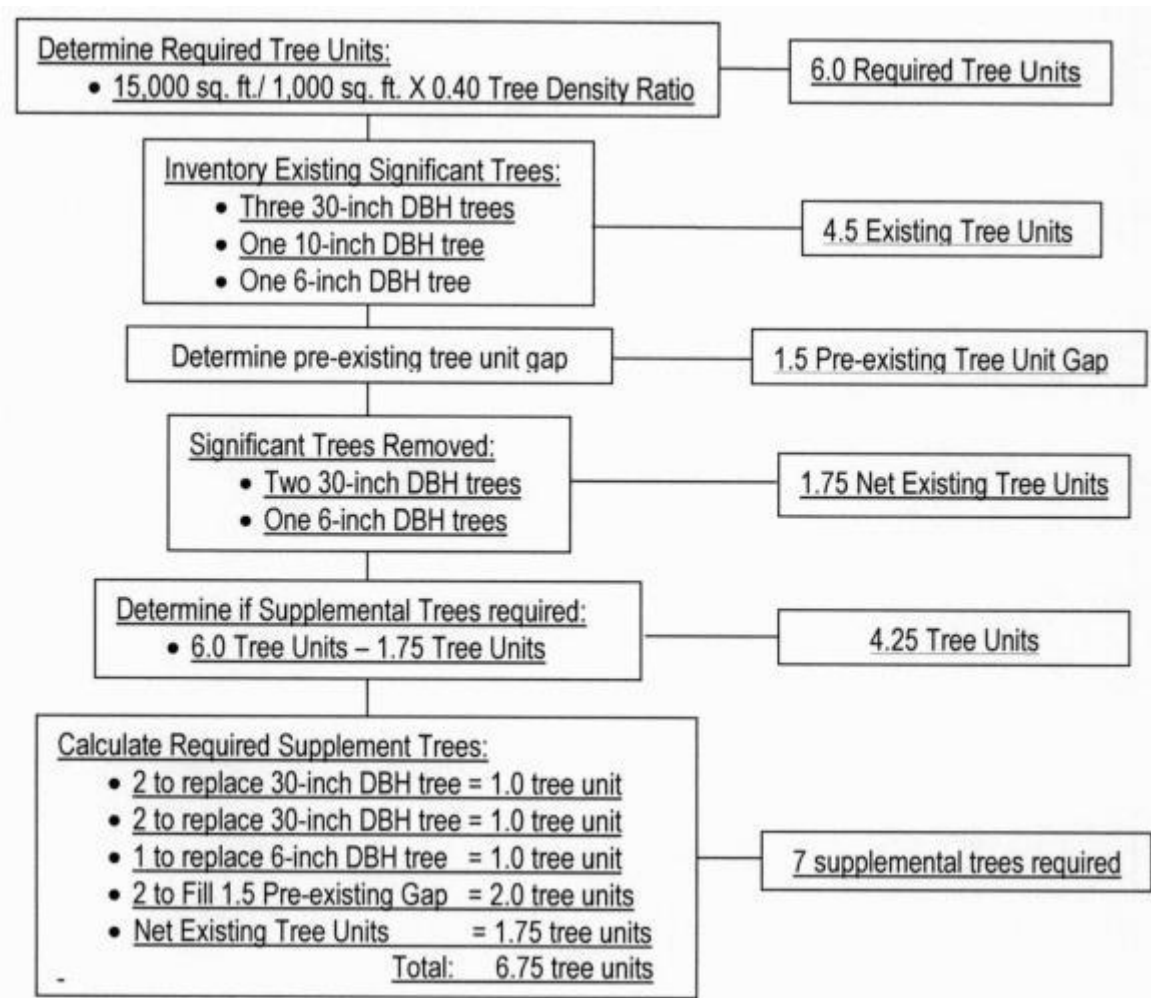 Determine Required Tree Units:
• 15,000 sq. ft./ 1,000 sq. ft. X 0.40 Tree Density Ratio
6.0 Required Tree Units
Inventory Existing Significant Trees:
• Three 30-inch DBH trees
• One 10-inch DBH tree
• One 6-inch DBH tree
4.5 Existing Tree Units
Determine pre-existing tree unit gap
1.5 Pre-existing Tree Unit Gap
Significant Trees Removed:
• Two 30-inch DBH trees
• One 6-inch DBH trees
1.75 Net Existing Tree Units
Determine if Supplemental Trees required:
• 6.0 Tree Units – 1.75 Tree Units
4.25 Tree Units
Calculate Required Supplement Trees:
• 2 to replace 30-inch DBH tree = 1.0 tree unit
• 2 to replace 30-inch DBH tree = 1.0 tree unit
• 1 to replace 6-inch DBH tree = 1.0 tree unit
• 2 to Fill 1.5 Pre-existing Gap = 2.0 tree units
• Net Existing Tree Units = 1.75 tree units
- Total: 6.75 tree units
7 supplemental trees required